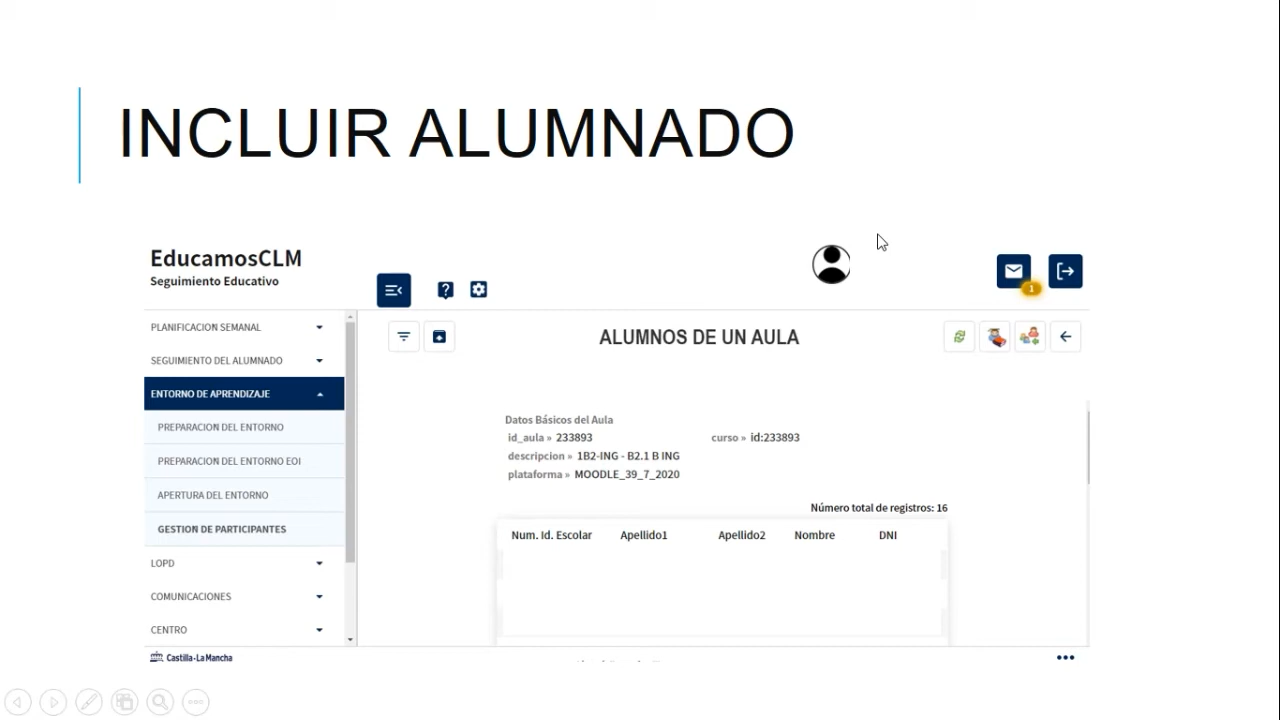 INCLUIR ALUMNADO
EducamosCLM
Seguimiento Educativo
1
PLANIFICACION SEMANAL
SEGUIMIENTO DEL ALUMNADO
ENTORNO DE APRENDIZAJE
PREPARACION DEL ENTORNO
PREPARACION DEL ENTORNO EOI
APERTURA DEL ENTORNO
GESTION DE PARTICIPANTES
LOPD
COMUNICACIONES
CENTRO
Castilla-La Mancha
ALUMNOS DE UN AULA
Datos Básicos del Aula
id_aula » 233893 curso » id:233893
descripcion » 1B2-ING - B2.1 B ING
plataforma » MOODLE_39_7_2020
Número total de registros: 16
Num. Id. Escolar Apellido1 Apellido2 Nombre DNI